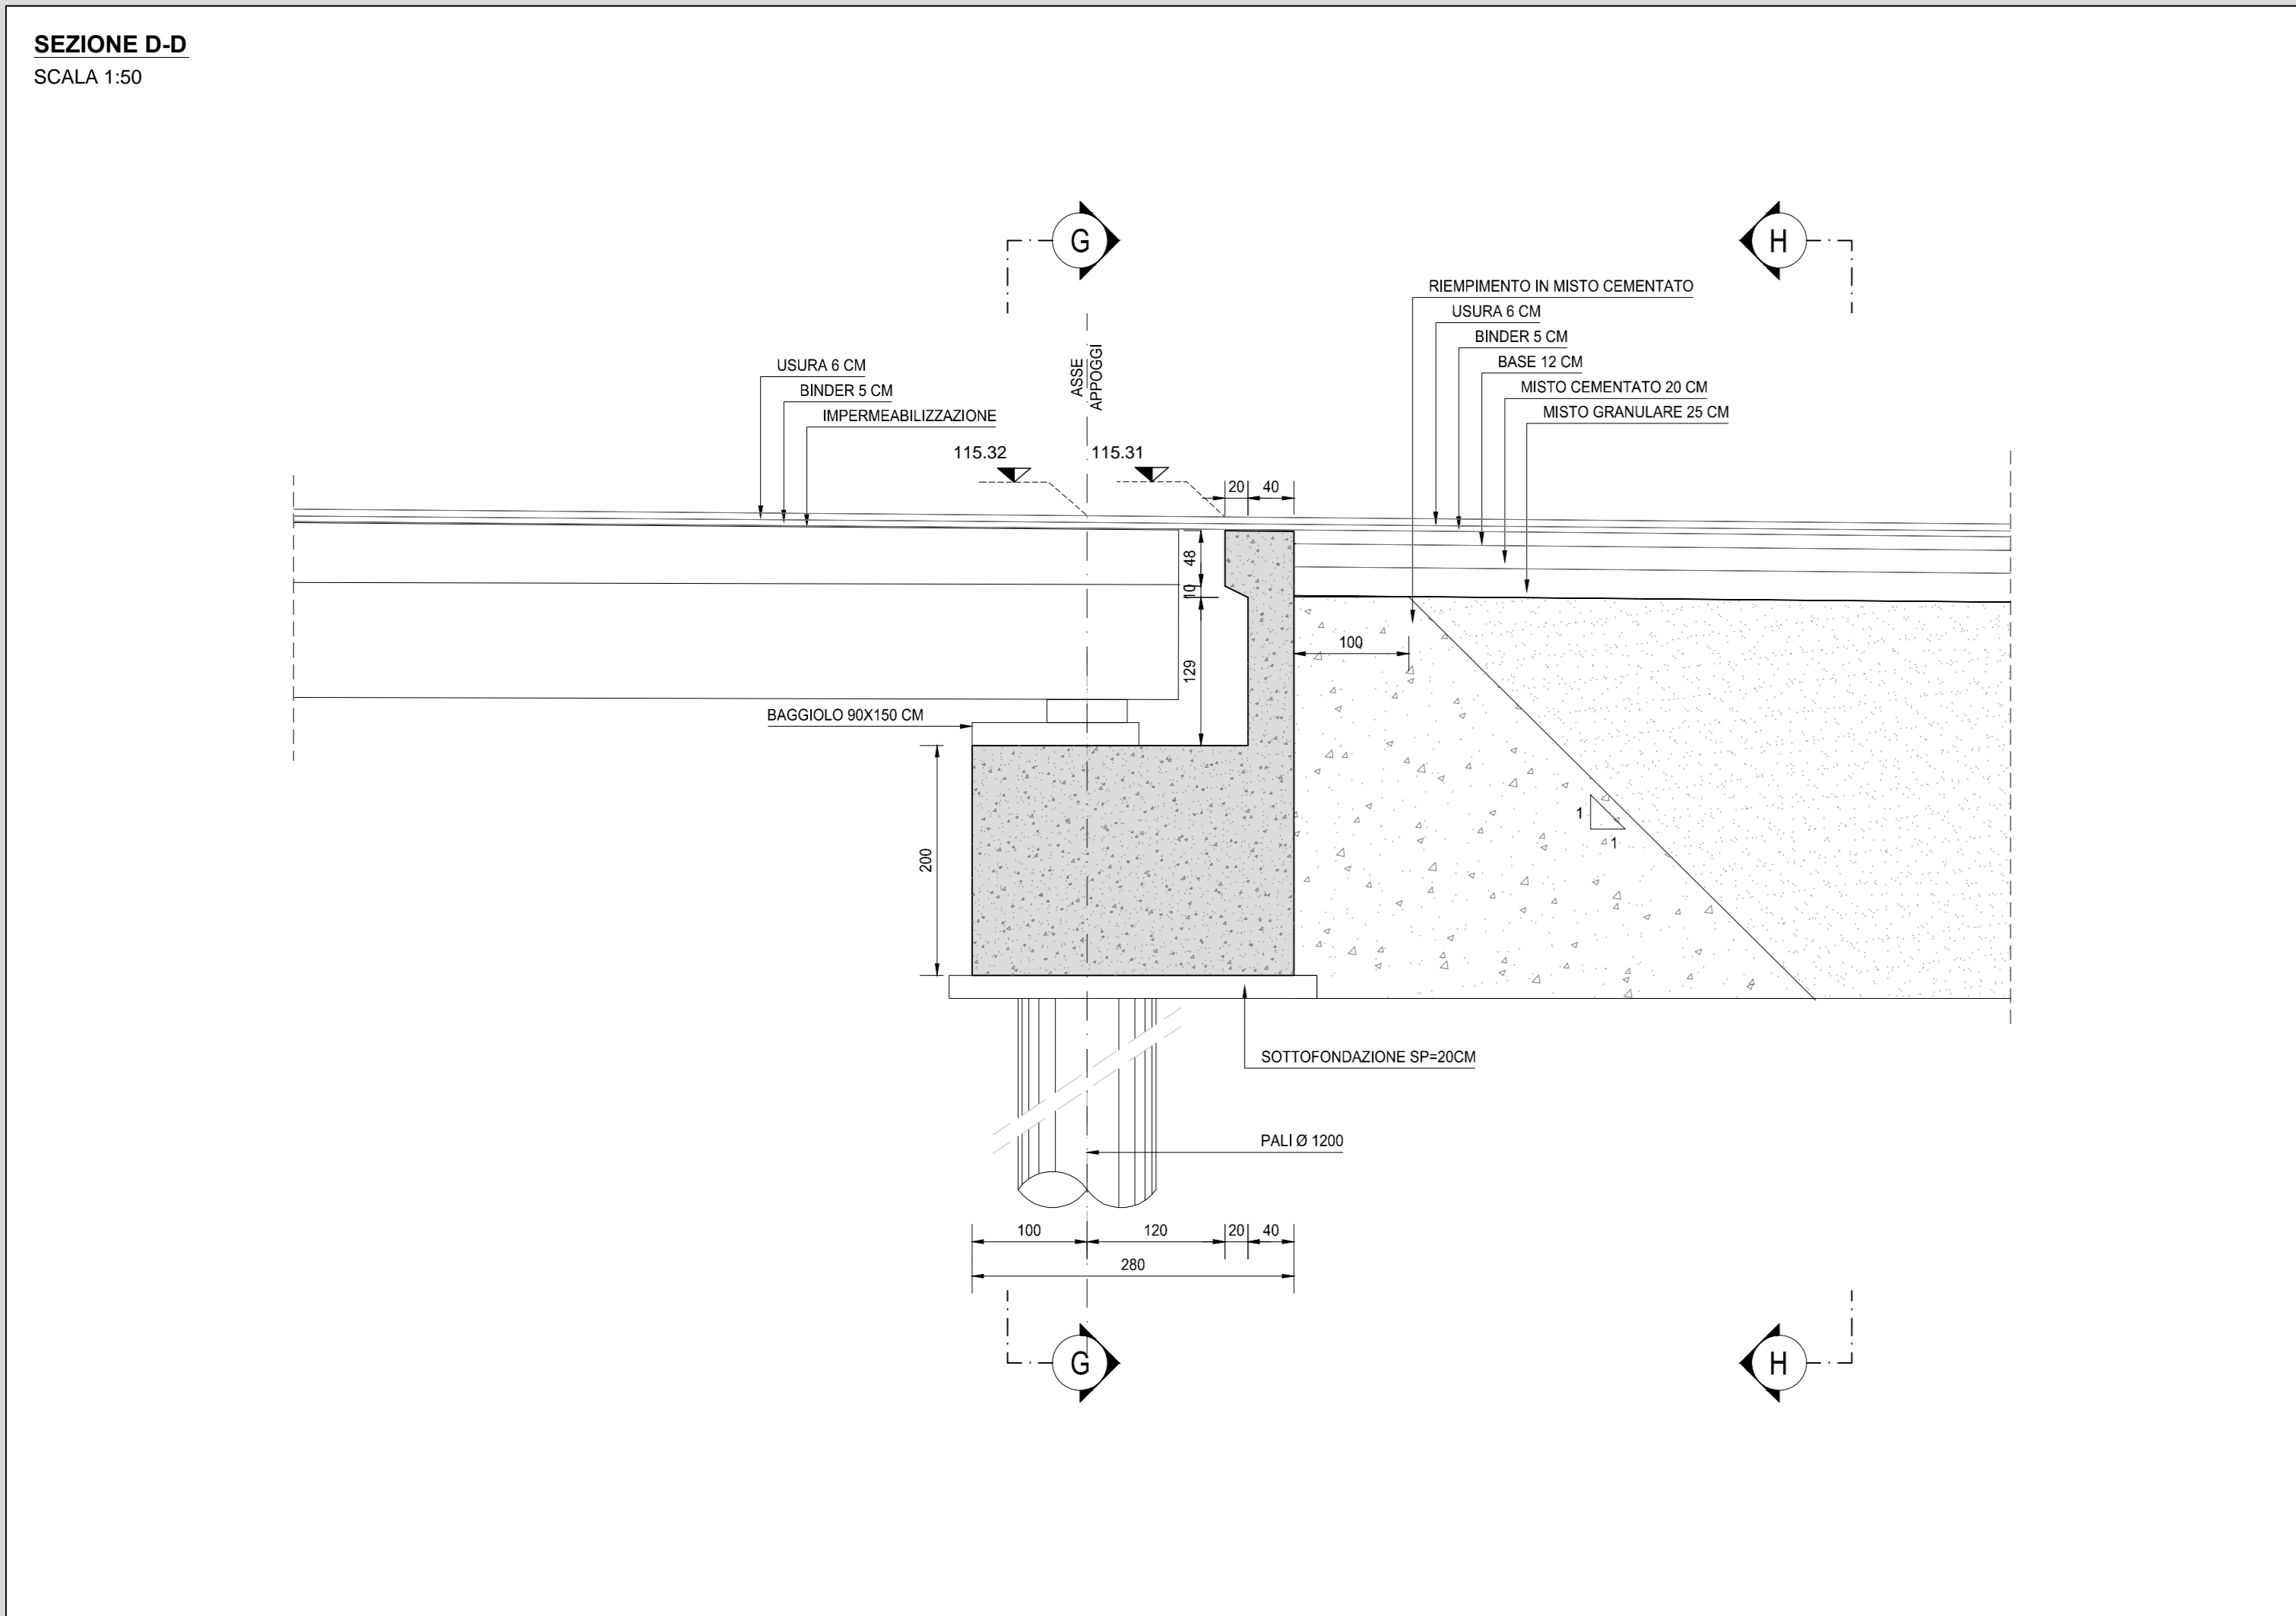 SEZIONE D-D
SCALA 1:50
G
H
RIEMPIMENTO IN MISTO CEMENTATO
USURA 6 CM
BINDER 5 CM
BASE 12 CM
MISTO CEMENTATO 20 CM
MISTO GRANULARE 25 CM
USURA 6 CM
BINDER 5 CM
IMPERMEABILIZZAZIONE
ASSE
APPOGGI
115.32
115.31
20
40
48
10
129
100
BAGGIOLO 90X150 CM
200
1
1
SOTTOFONDAZIONE SP=20CM
PALI Ø 1200
100
120
20
40
280
G
H